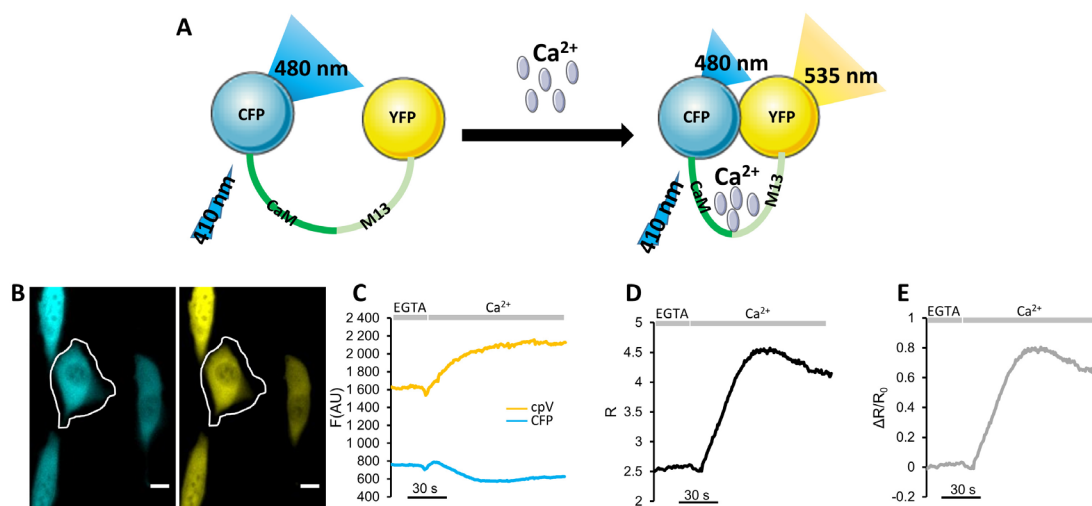 A
480 nm
CFP
YFP
410 nm
CaM
M13
Ca²⁺
480 nm
535 nm
CFP
YFP
Ca²⁺
410 nm
CaM
M13
B
C
EGTA
Ca²⁺
F(AU)
2 400
2 200
2 000
1 800
1 600
1 400
1 200
1 000
800
600
400
cpV
CFP
30 s
D
EGTA
Ca²⁺
R
5
4.5
4
3.5
3
2.5
2
30 s
E
EGTA
Ca²⁺
ΔR/R₀
1
0.8
0.6
0.4
0.2
0
-0.2
30 s